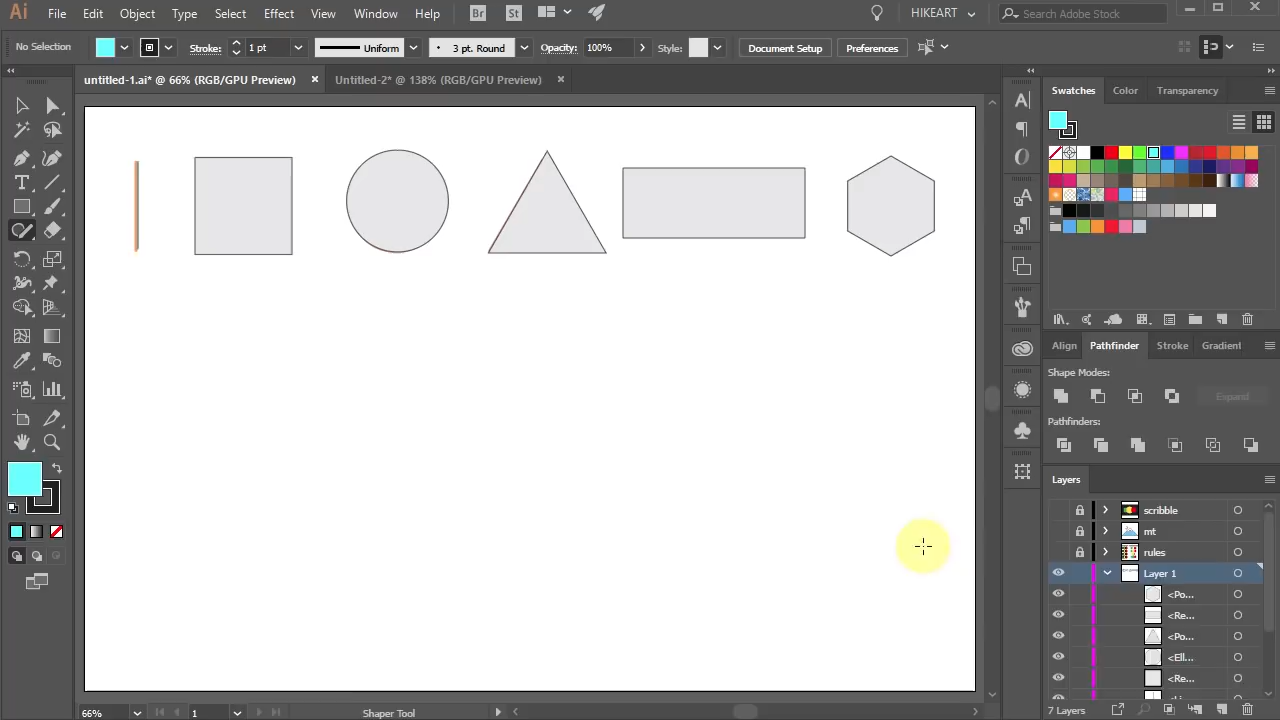 Ai File Edit Object Type Select Effect View Window Help Br St HIKEART Search Adobe Stock
No Selection Stroke: 1 pt Uniform 3 pt. Round Opacity: 100% Style: Document Setup Preferences
untitled-1.ai* @ 66% (RGB/GPU Preview) Untitled-2* @ 138% (RGB/GPU Preview)
Swatches Color Transparency
Align Pathfinder Stroke Gradient
Shape Modes:
Expand
Pathfinders:
Layers
scribble
mt
rules
Layer 1
<Po...
<Re...
<Po...
<Ell...
<Re...
66% 1 Shaper Tool 7 Layers